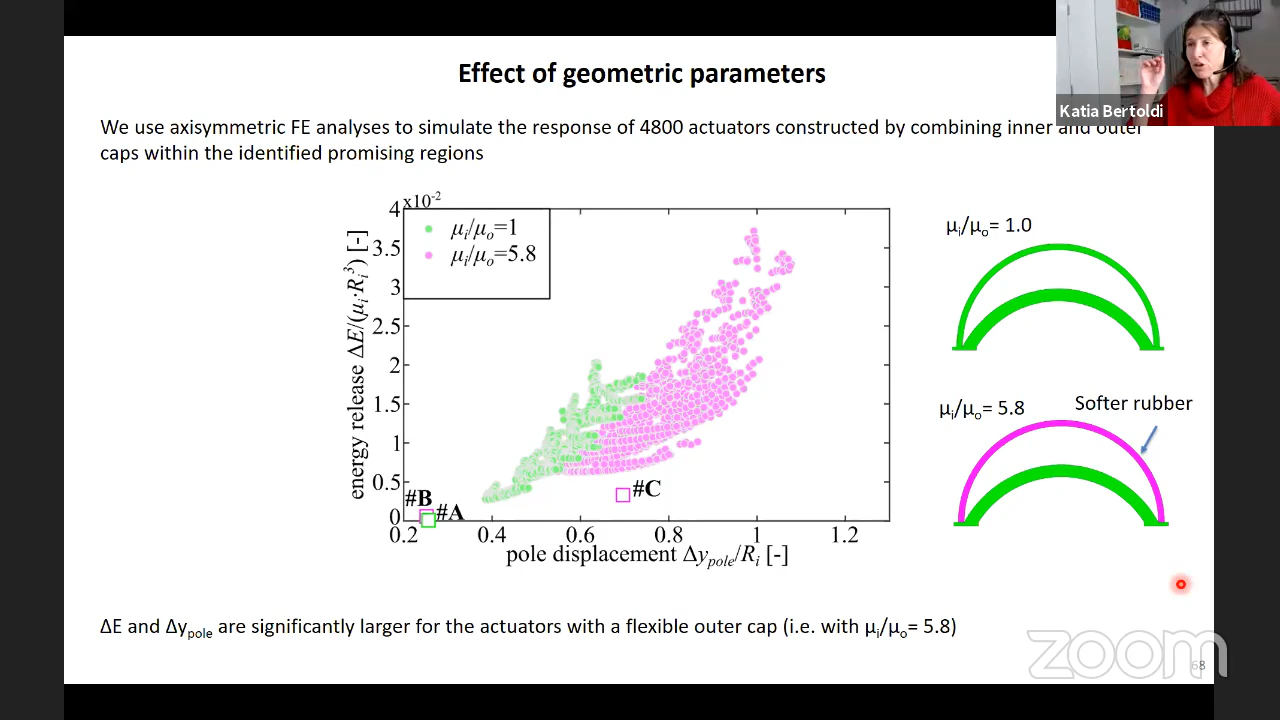 Effect of geometric parameters
Katia Bertoldi
We use axisymmetric FE analyses to simulate the response of 4800 actuators constructed by combining inner and outer
caps within the identified promising regions
x10⁻²
4
3.5
3
2.5
2
1.5
1
0.5
0
energy release ΔE/(μᵢ·Rᵢ³) [-]
μᵢ/μₒ=1
μᵢ/μₒ=5.8
#B
#A
#C
0.2 0.4 0.6 0.8 1 1.2
pole displacement Δy_pole/Rᵢ [-]
μᵢ/μₒ= 1.0
μᵢ/μₒ= 5.8
Softer rubber
ΔE and Δy_pole are significantly larger for the actuators with a flexible outer cap (i.e. with μᵢ/μₒ= 5.8)
zoom
68